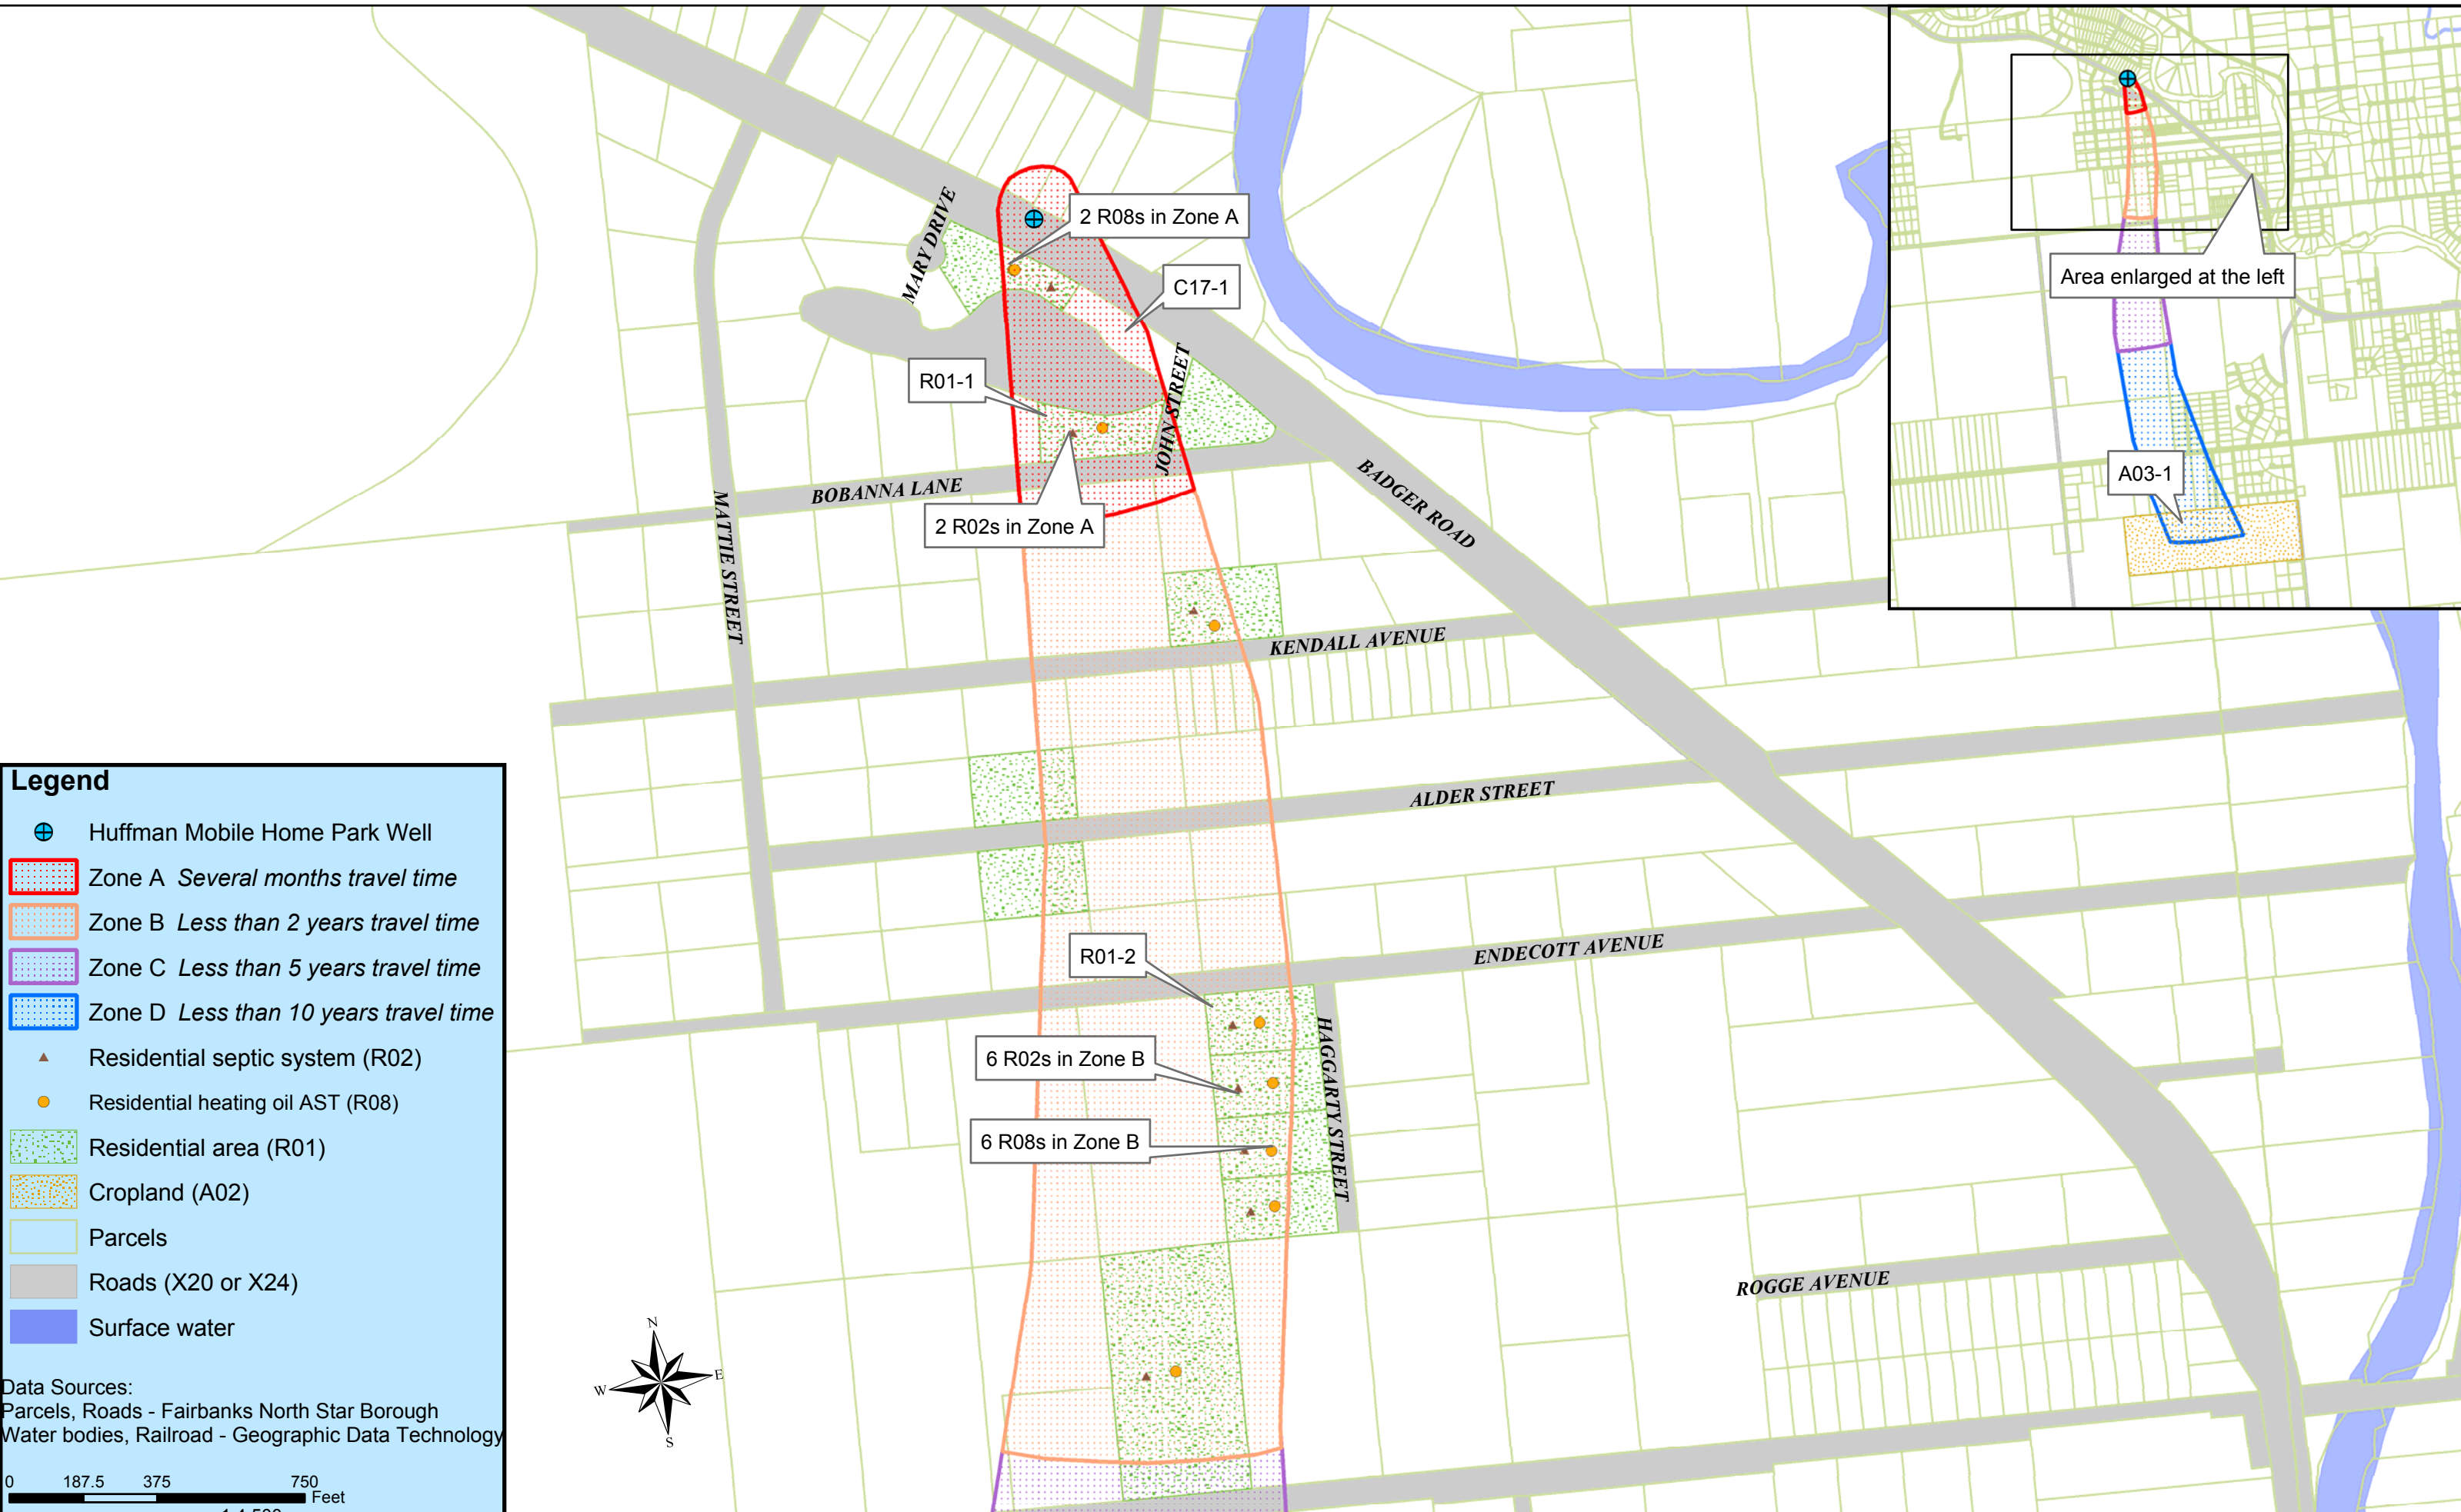 MARY DRIVE
2 R08s in Zone A
C17-1
R01-1
JOHN STREET
BOBANNA LANE
2 R02s in Zone A
BADGER ROAD
MATTIE STREET
KENDALL AVENUE
ALDER STREET
R01-2
ENDECOTT AVENUE
6 R02s in Zone B
HAGGARTY STREET
6 R08s in Zone B
ROGGE AVENUE
Area enlarged at the left
A03-1
Legend
Huffman Mobile Home Park Well
Zone A Several months travel time
Zone B Less than 2 years travel time
Zone C Less than 5 years travel time
Zone D Less than 10 years travel time
Residential septic system (R02)
Residential heating oil AST (R08)
Residential area (R01)
Cropland (A02)
Parcels
Roads (X20 or X24)
Surface water
Data Sources:
Parcels, Roads - Fairbanks North Star Borough
Water bodies, Railroad - Geographic Data Technology
0 187.5 375 750
Feet
N
W E
S